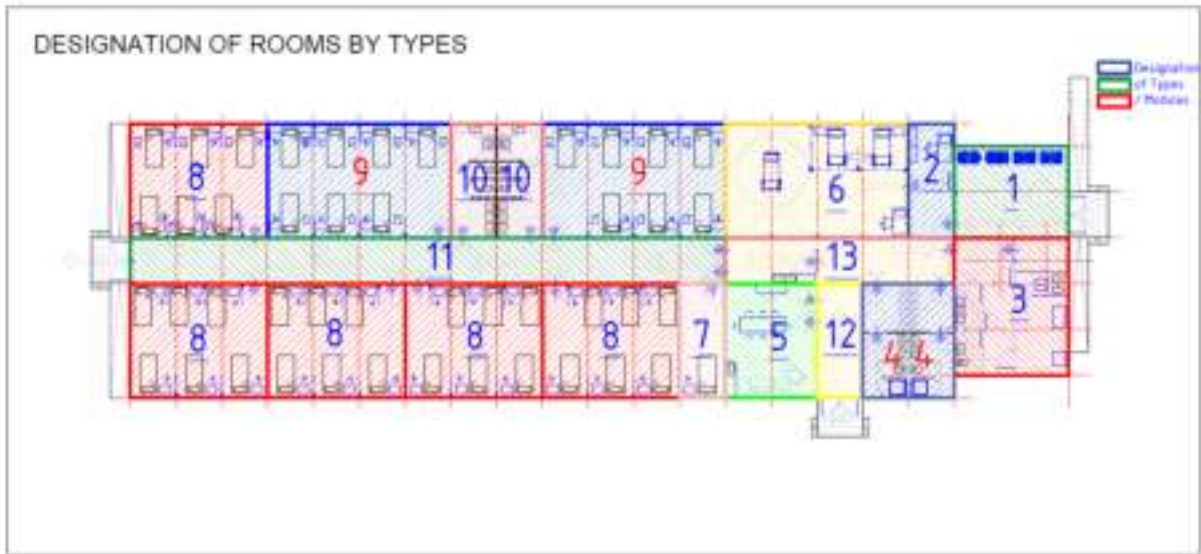 DESIGNATION OF ROOMS BY TYPES
Designation
of Types
/ Modules
8 9 10 10 9 6 2 1
11 13 3
8 8 8 8 7 5 12 4 4